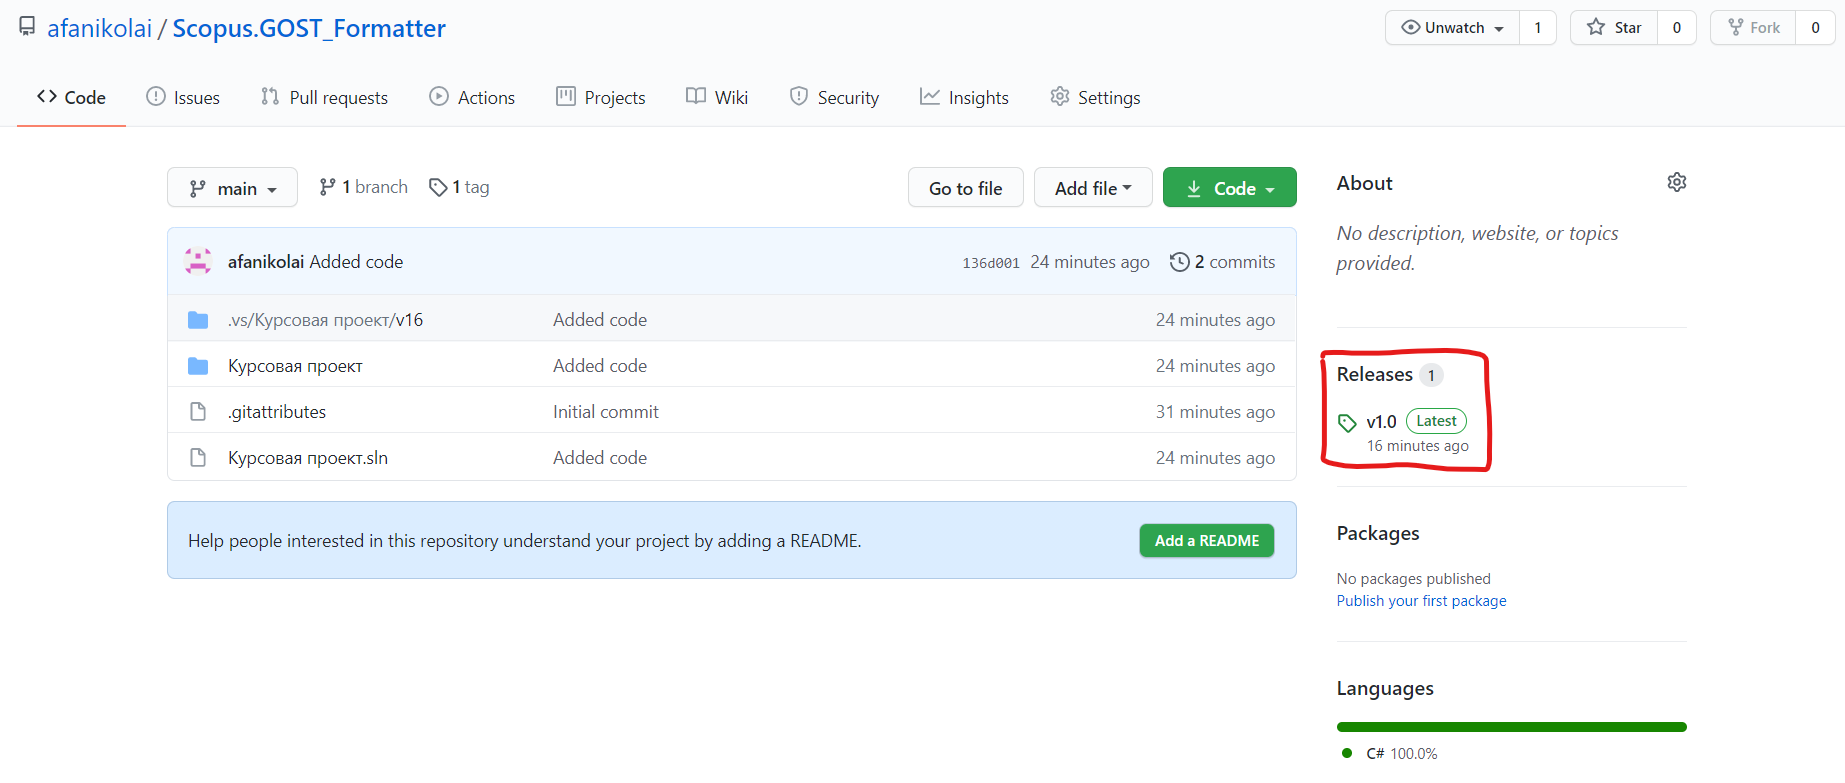 afanikolai / Scopus.GOST_Formatter
Unwatch 1 Star 0 Fork 0
Code Issues Pull requests Actions Projects Wiki Security Insights Settings
main 1 branch 1 tag Go to file Add file Code
afanikolai Added code 136d001 24 minutes ago 2 commits
.vs/Курсовая проект/v16 Added code 24 minutes ago
Курсовая проект Added code 24 minutes ago
.gitattributes Initial commit 31 minutes ago
Курсовая проект.sln Added code 24 minutes ago
Help people interested in this repository understand your project by adding a README. Add a README
About
No description, website, or topics
provided.
Releases 1
v1.0 Latest
16 minutes ago
Packages
No packages published
Publish your first package
Languages
C# 100.0%